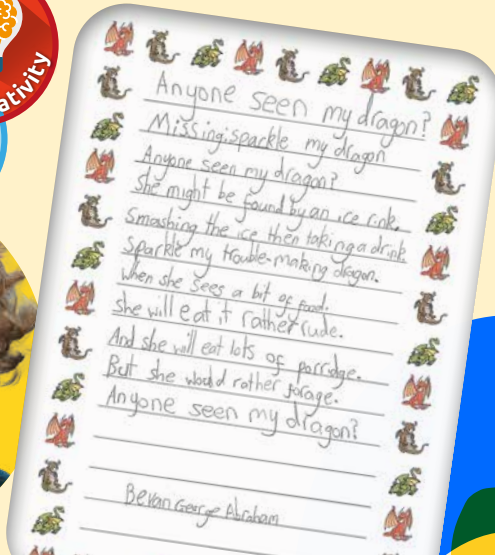 ativity
Anyone seen my dragon?
Missing:sparkle my dragon
Anyone seen my dragon?
She might be found by an ice rink,
Smashing the ice then taking a drink
Sparkle my trouble-making dragon.
When she sees a bit of food.
She will eat it rather rude.
And she will eat lots of porridge.
But she would rather forage.
Anyone seen my dragon?
Bevan George Abraham